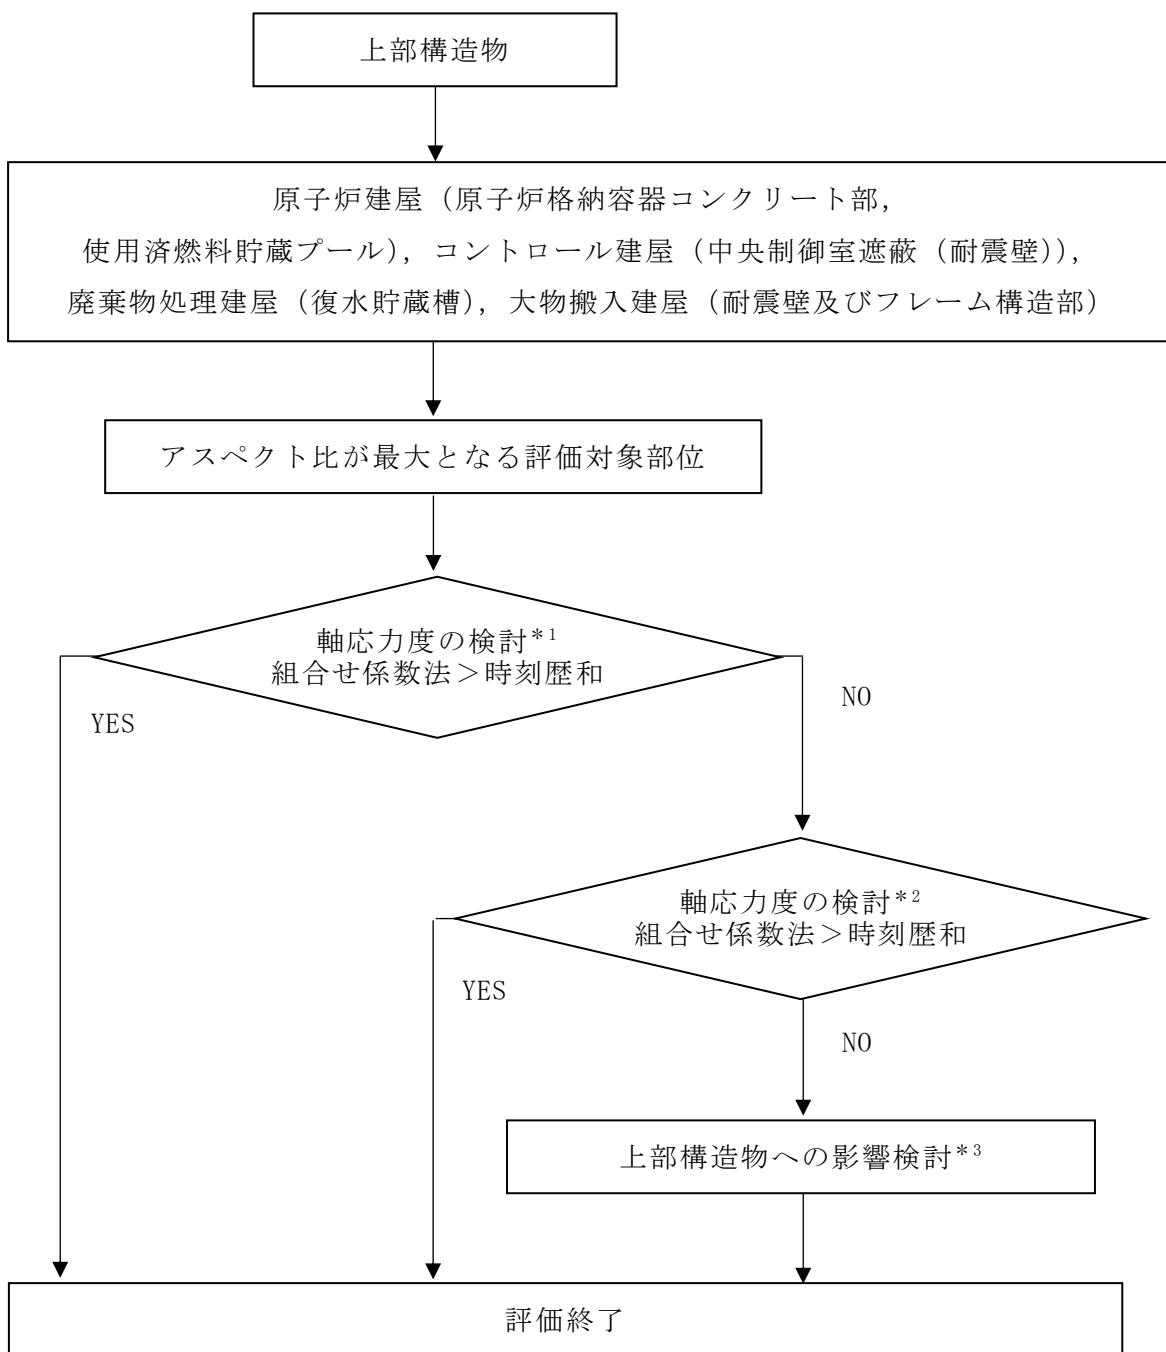 上部構造物
原子炉建屋（原子炉格納容器コンクリート部，
使用済燃料貯蔵プール），コントロール建屋（中央制御室遮蔽（耐震壁）），
廃棄物処理建屋（復水貯蔵槽），大物搬入建屋（耐震壁及びフレーム構造部）
アスペクト比が最大となる評価対象部位
軸応力度の検討*1
組合せ係数法＞時刻歴和
YES
NO
軸応力度の検討*2
組合せ係数法＞時刻歴和
YES
NO
上部構造物への影響検討*3
評価終了